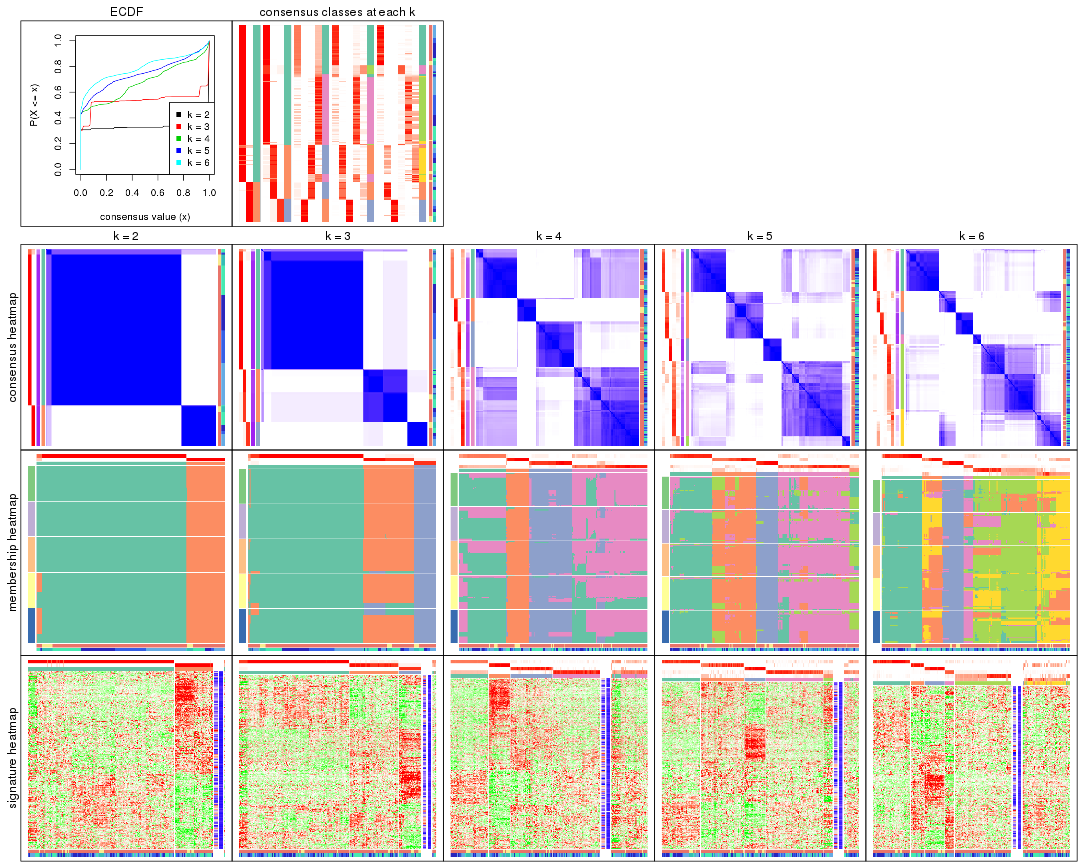 ECDF
consensus classes at each k
P(X <= x)
1.0
0.8
0.6
0.4
0.2
0.0
k = 2
k = 3
k = 4
k = 5
k = 6
0.0 0.2 0.4 0.6 0.8 1.0
consensus value (x)
k = 2 k = 3 k = 4 k = 5 k = 6
consensus heatmap
membership heatmap
signature heatmap